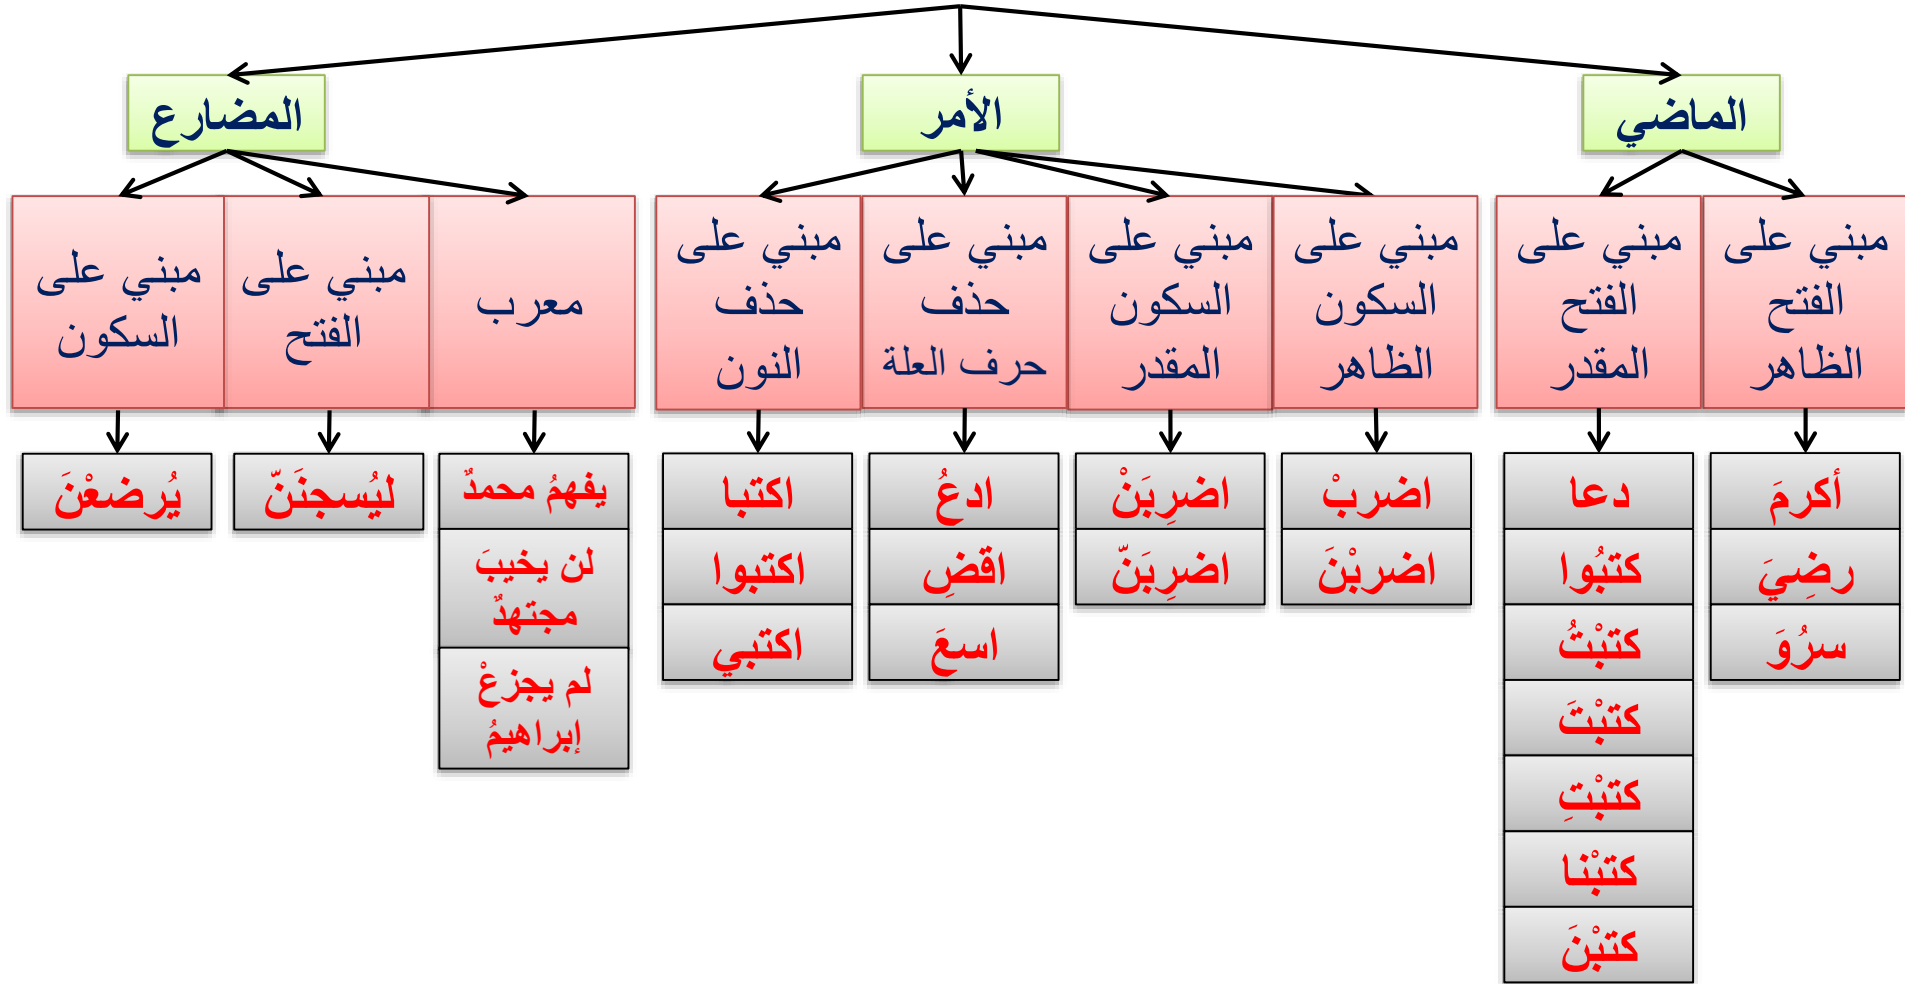 الماضي
الأمر
المضارع
مبني على
الفتح
الظاهر
مبني على
الفتح
المقدر
مبني على
السكون
الظاهر
مبني على
السكون
المقدر
مبني على
حذف
حرف العلة
مبني على
حذف
النون
معرب
مبني على
الفتح
مبني على
السكون
أكرمَ
رضِيَ
سرُوَ
دعا
كتبُوا
كتبْتُ
كتبْتَ
كتبْتِ
كتبْنا
كتبْنَ
اضربْ
اضربْنَ
اضرِبَنْ
اضرِبَنّ
ادعُ
اقضِ
اسعَ
اكتبا
اكتبوا
اكتبي
يفهمُ محمدٌ
لن يخيبَ
مجتهدٌ
لم يجزعْ
إبراهيمُ
ليُسجنَنّ
يُرضعْنَ